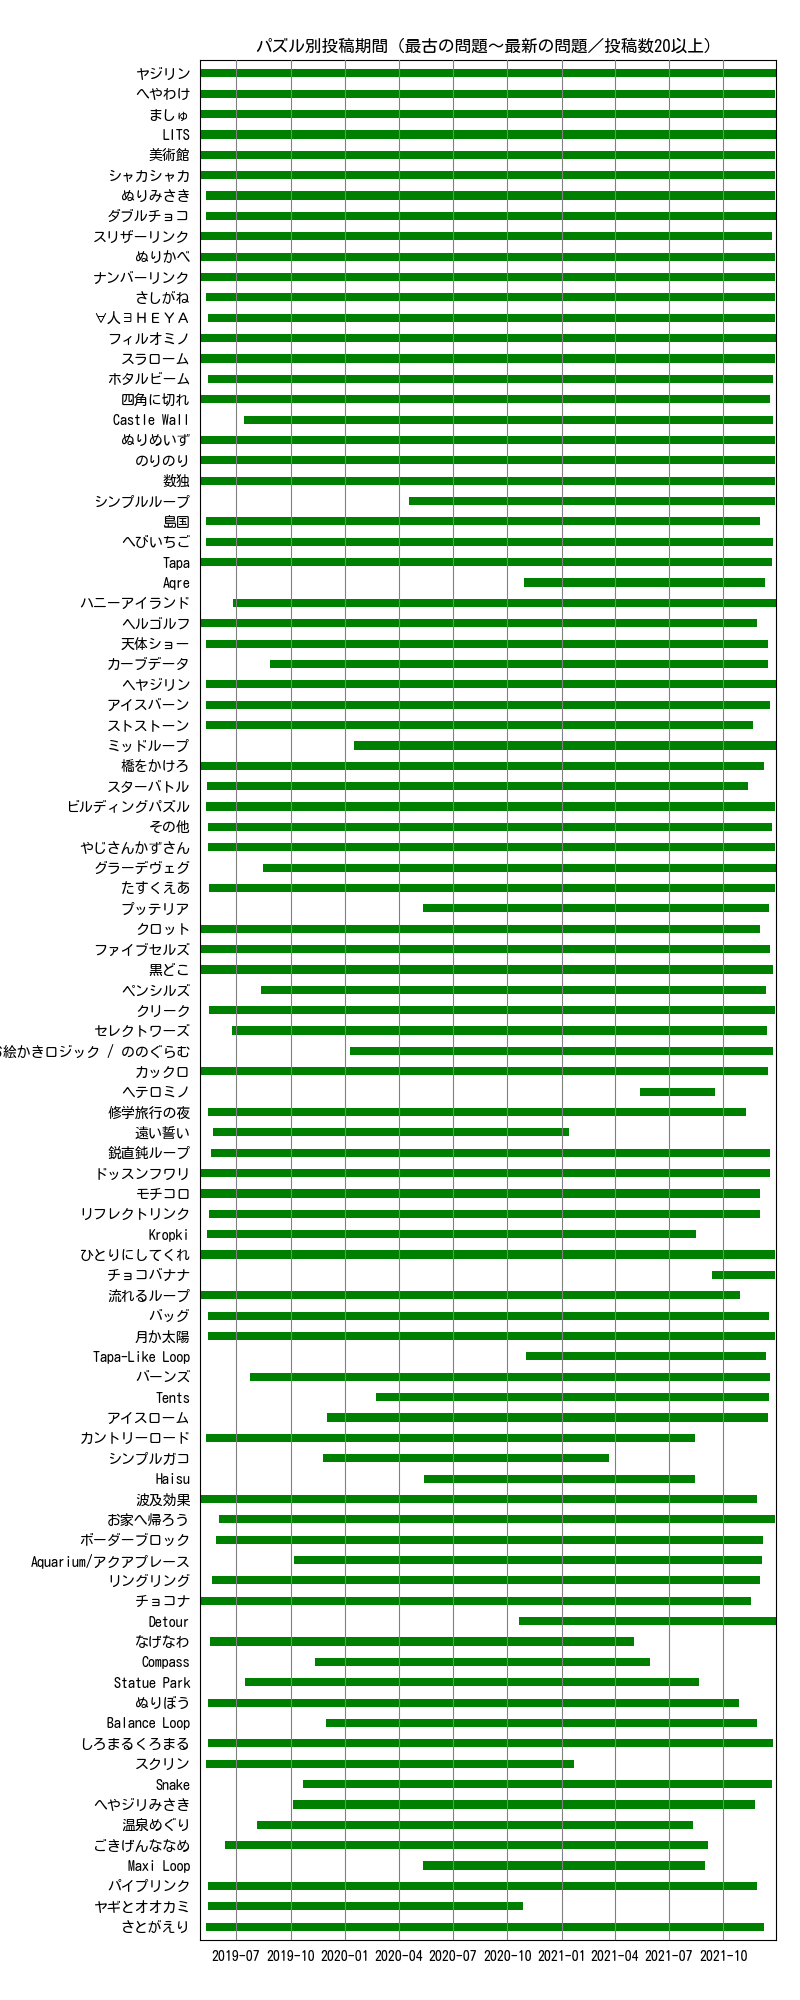 パズル別投稿期間（最古の問題～最新の問題／投稿数20以上）
ヤジリン
へやわけ
ましゅ
LITS
美術館
シャカシャカ
ぬりみさき
ダブルチョコ
スリザーリンク
ぬりかべ
ナンバーリンク
さしがね
∀人ヨＨＥＹＡ
フィルオミノ
スラローム
ホタルビーム
四角に切れ
Castle Wall
ぬりめいず
のりのり
数独
シンプルループ
島国
へびいちご
Tapa
Aqre
ハニーアイランド
ヘルゴルフ
天体ショー
カーブデータ
ヘヤジリン
アイスバーン
ストストーン
ミッドループ
橋をかけろ
スターバトル
ビルディングパズル
その他
やじさんかずさん
グラーデヴェグ
たすくえあ
プッテリア
クロット
ファイブセルズ
黒どこ
ペンシルズ
クリーク
セレクトワーズ
絵かきロジック / ののぐらむ
カックロ
ヘテロミノ
修学旅行の夜
遠い誓い
鋭直鈍ループ
ドッスンフワリ
モチコロ
リフレクトリンク
Kropki
ひとりにしてくれ
チョコバナナ
流れるループ
バッグ
月か太陽
Tapa-Like Loop
バーンズ
Tents
アイスローム
カントリーロード
シンプルガコ
Haisu
波及効果
お家へ帰ろう
ボーダーブロック
Aquarium/アクアプレース
リングリング
チョコナ
Detour
なげなわ
Compass
Statue Park
ぬりぼう
Balance Loop
しろまるくろまる
スクリン
Snake
へやジリみさき
温泉めぐり
ごきげんななめ
Maxi Loop
パイプリンク
ヤギとオオカミ
さとがえり
2019-07 2019-10 2020-01 2020-04 2020-07 2020-10 2021-01 2021-04 2021-07 2021-10